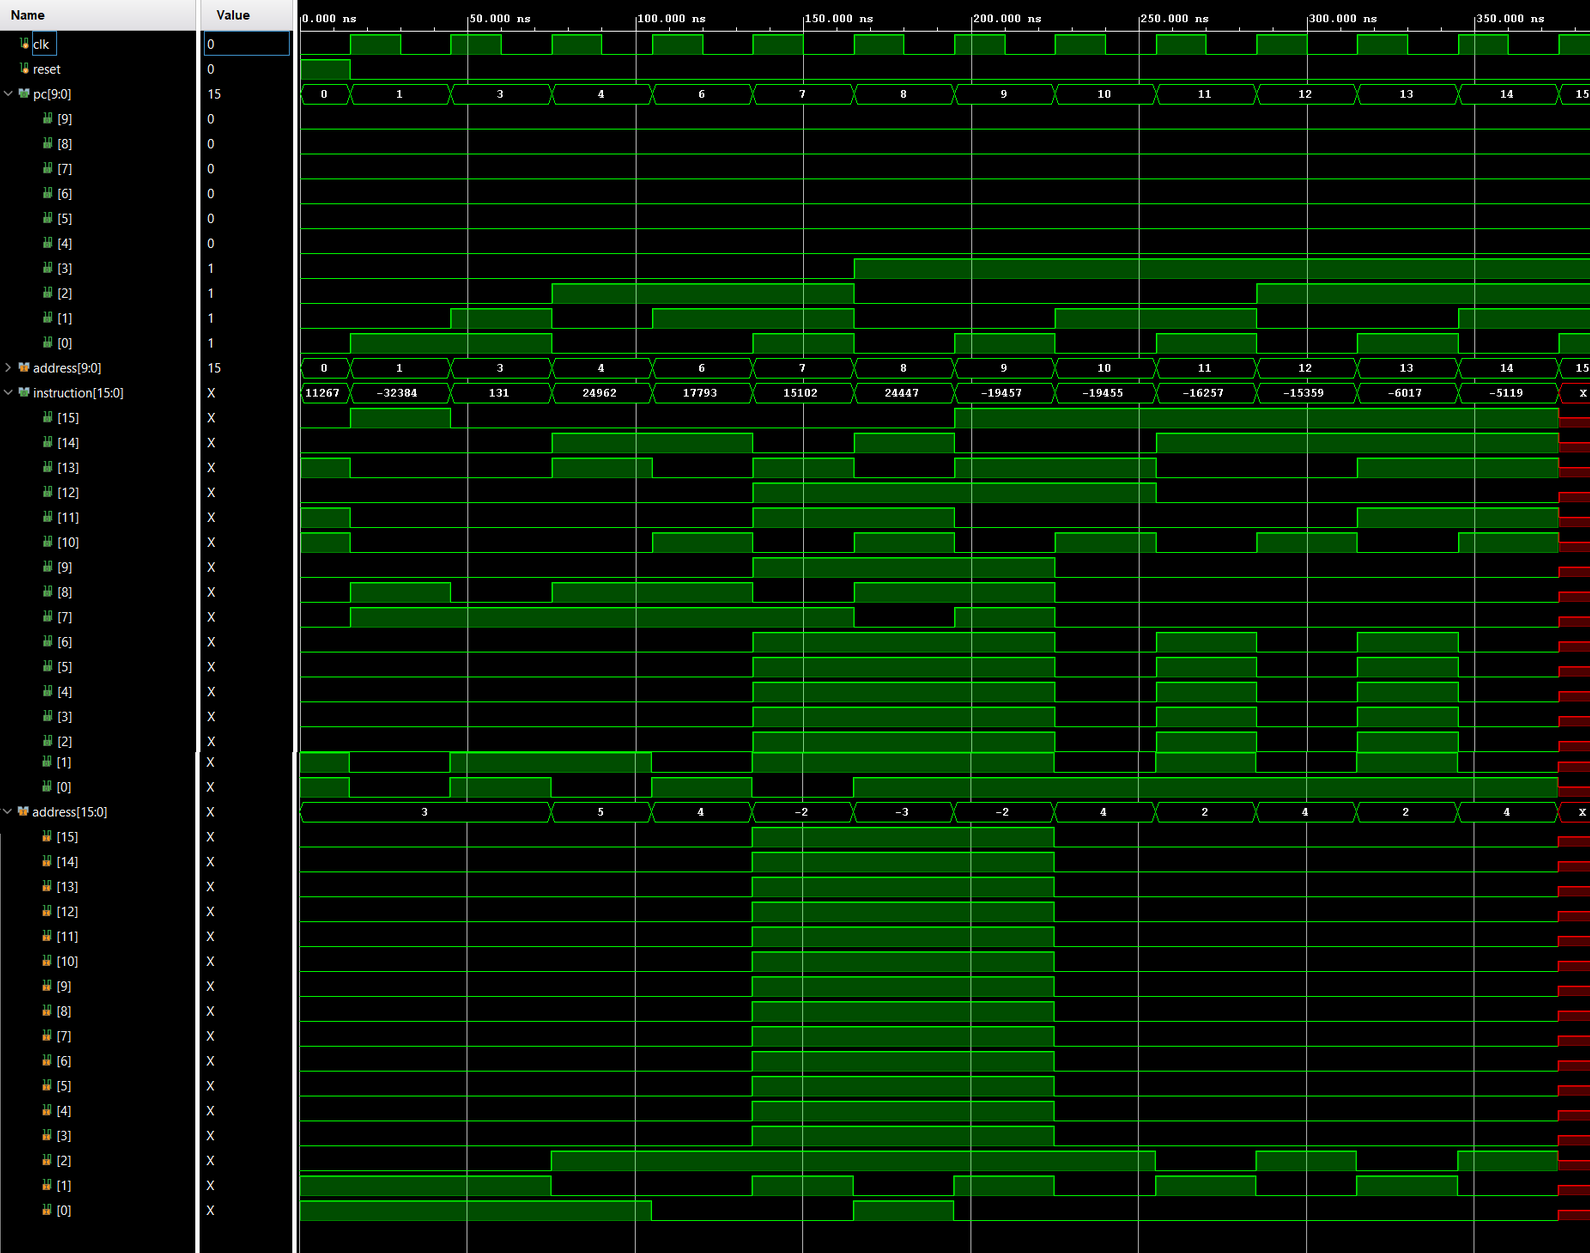 Name Value 0.000 ns 50.000 ns 100.000 ns 150.000 ns 200.000 ns 250.000 ns 300.000 ns 350.000 ns
clk 0
reset 0
pc[9:0] 15 0 1 3 4 6 7 8 9 10 11 12 13 14 15
[9] 0
[8] 0
[7] 0
[6] 0
[5] 0
[4] 0
[3] 1
[2] 1
[1] 1
[0] 1
address[9:0] 15 0 1 3 4 6 7 8 9 10 11 12 13 14 15
instruction[15:0] X 11267 -32384 131 24962 17793 15102 24447 -19457 -19455 -16257 -15359 -6017 -5119 X
[15] X
[14] X
[13] X
[12] X
[11] X
[10] X
[9] X
[8] X
[7] X
[6] X
[5] X
[4] X
[3] X
[2] X
[1] X
[0] X
address[15:0] X 3 5 4 -2 -3 -2 4 2 4 2 4 X
[15] X
[14] X
[13] X
[12] X
[11] X
[10] X
[9] X
[8] X
[7] X
[6] X
[5] X
[4] X
[3] X
[2] X
[1] X
[0] X